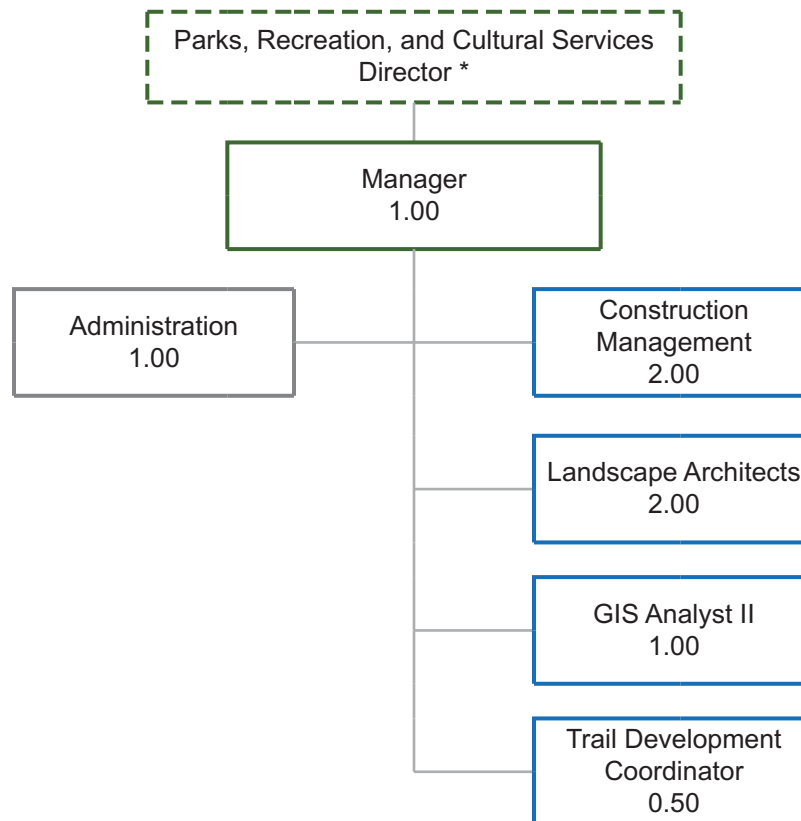 Parks, Recreation, and Cultural Services
Director *
Manager
1.00
Administration
1.00
Construction
Management
2.00
Landscape Architects
2.00
GIS Analyst II
1.00
Trail Development
Coordinator
0.50